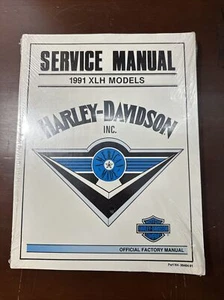 SERVICE MANUAL
1991 XLH MODELS
HARLEY-DAVIDSON
INC.
OFFICIAL FACTORY MANUAL